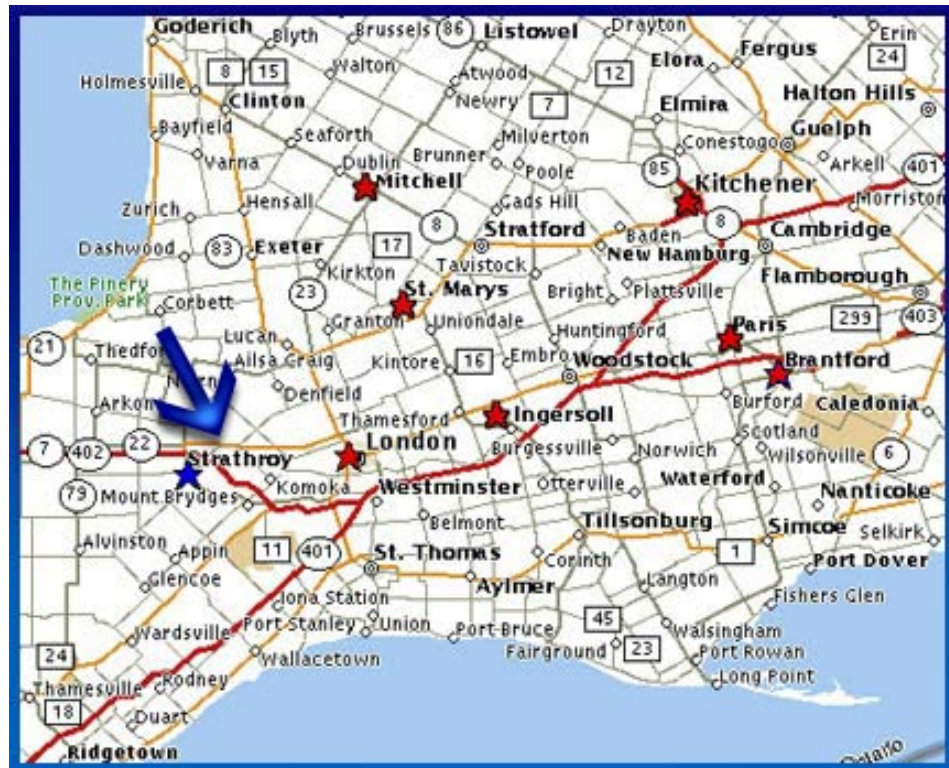 Goderich
Blyth
Brussels
86
Listowel
Drayton
Erin
24
Holmesville
8
15
Walton
Atwood
12
Elora
Fergus
Clinton
Newry
7
Elmira
Halton Hills
Bayfield
Seaforth
Milverton
Conestogo
Guelph
Varna
Dublin
Brunner
Poole
85
Arkell
401
Mitchell
Kitchener
Zurich
Hensall
Gads Hill
8
Morriston
Dashwood
83
Exeter
17
8
Stratford
Baden
Cambridge
New Hamburg
Kirkton
Tavistock
Flamborough
The Pinery
Prov. Park
Corbett
23
St. Marys
Bright
Plattsville
Granton
Uniondale
Paris
299
403
21
Lucan
Huntingford
Thedfor
Ailsa Craig
Kintore
16
Embro
Woodstock
Brantford
Denfield
Arkon
Thamesford
Ingersoll
Burford
Caledonia
7
402
22
London
Burgessville
Scotland
Strathroy
Norwich
Wilsonville
6
79
Mount Brydges
Komoka
Westminster
Otterville
Waterford
Nanticoke
Belmont
Tillsonburg
Simcoe
Alvinston
Appin
11
401
St. Thomas
Corinth
1
Selkirk
Port Dover
Glencoe
Aylmer
Langton
Iona Station
Fishers Glen
Wardsville
Port Stanley
Union
Port Bruce
45
Walsingham
24
Wallacetown
Fairground
23
Port Rowan
Thamesville
Rodney
Long Point
18
Duart
Ridgetown
Ontario